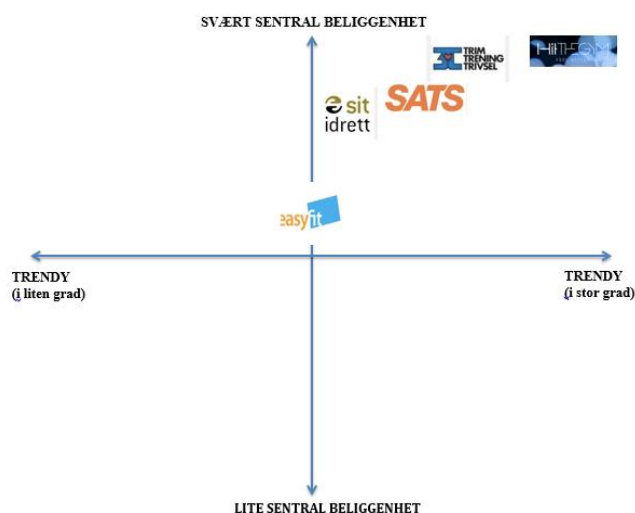 SVÆRT SENTRAL BELIGGENHET
TRIM
TRENING
TRIVSEL
SATS
sit
idrett
easyfit
TRENDY
(i liten grad)
TRENDY
(i stor grad)
LITE SENTRAL BELIGGENHET